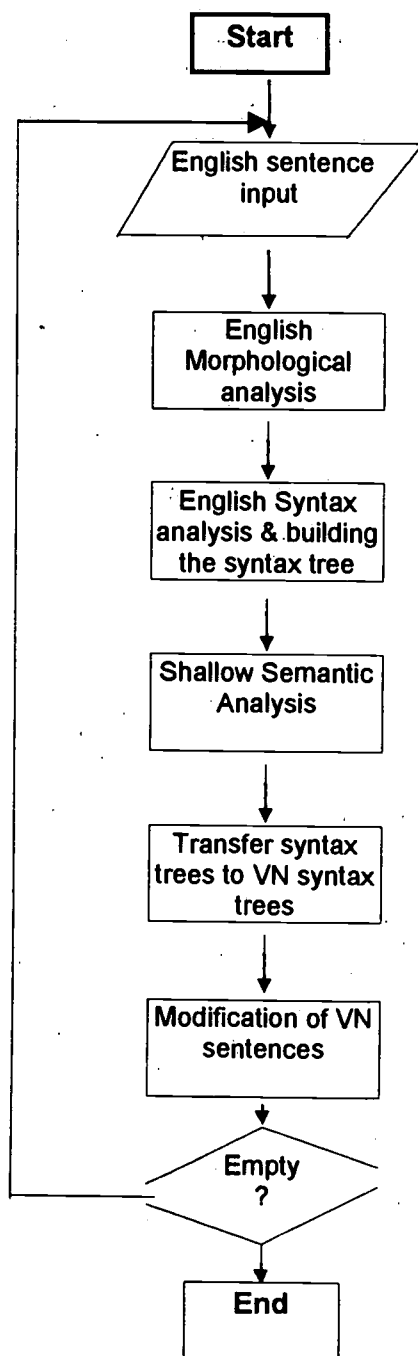 Start
English sentence
input
English
Morphological
analysis
English Syntax
analysis & building
the syntax tree
Shallow Semantic
Analysis
Transfer syntax
trees to VN syntax
trees
Modification of VN
sentences
Empty
?
End